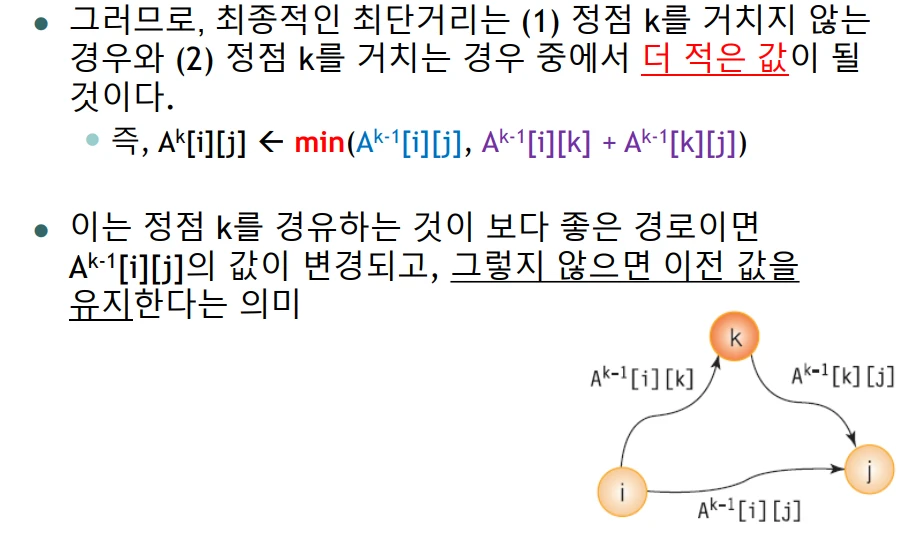 그러므로, 최종적인 최단거리는 (1) 정점 k를 거치지 않는
경우와 (2) 정점 k를 거치는 경우 중에서 더 적은 값이 될
것이다.
즉, Aᵏ[i][j] ← min(Aᵏ⁻¹[i][j], Aᵏ⁻¹[i][k] + Aᵏ⁻¹[k][j])
이는 정점 k를 경유하는 것이 보다 좋은 경로이면
Aᵏ⁻¹[i][j]의 값이 변경되고, 그렇지 않으면 이전 값을
유지한다는 의미
k
Aᵏ⁻¹[i][k]
Aᵏ⁻¹[k][j]
i
j
Aᵏ⁻¹[i][j]